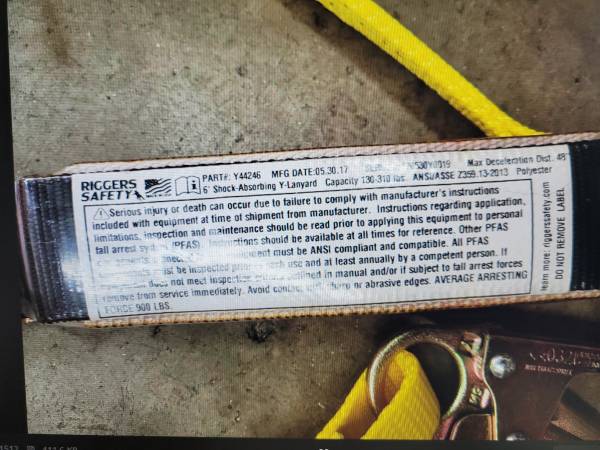 RIGGERS
SAFETY
PART#: Y44246 MFG DATE:05.30.17 Max Deceleration Dist. 48"
6' Shock-Absorbing Y-Lanyard Capacity 130-310 lbs. ANSI/ASSE Z359.13-2013 Polyester
Serious injury or death can occur due to failure to comply with manufacturer's instructions
included with equipment at time of shipment from manufacturer. Instructions regarding application,
limitations, inspection and maintenance should be read prior to applying this equipment to personal
fall arrest system (PFAS). Instructions should be available at all times for reference. Other PFAS
must be ANSI compliant and compatible. All PFAS
must be inspected use and at least annually by a competent person. If
does not meet in manual and/or if subject to fall arrest forces
remove from service immediately. Avoid sharp or abrasive edges. AVERAGE ARRESTING
FORCE 900 LBS.
learn more: riggerssafety.com
DO NOT REMOVE LABEL